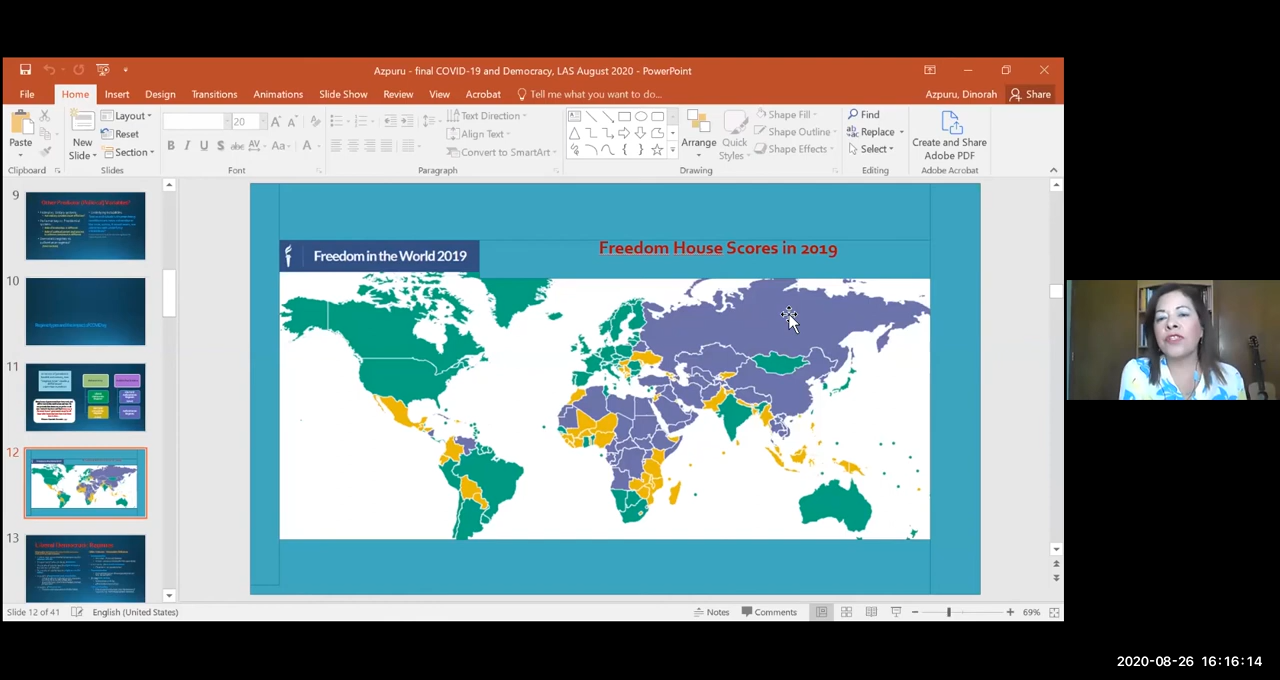 Azpuru - final COVID-19 and Democracy, LAS August 2020 - PowerPoint
File Home Insert Design Transitions Animations Slide Show Review View Acrobat Tell me what you want to do... Azpuru, Dinorah Share
Paste
Clipboard
New
Slide
Layout
Reset
Section
Slides
20
B I U S abc AV Aa A
Font
Text Direction
Align Text
Convert to SmartArt
Paragraph
Arrange
Quick
Styles
Shape Fill
Shape Outline
Shape Effects
Drawing
Find
Replace
Select
Editing
Create and Share
Adobe PDF
Adobe Acrobat
9
10
11
12
13
Freedom in the World 2019
Freedom House Scores in 2019
Slide 12 of 41 English (United States) Notes Comments 69%
2020-08-26 16:16:14